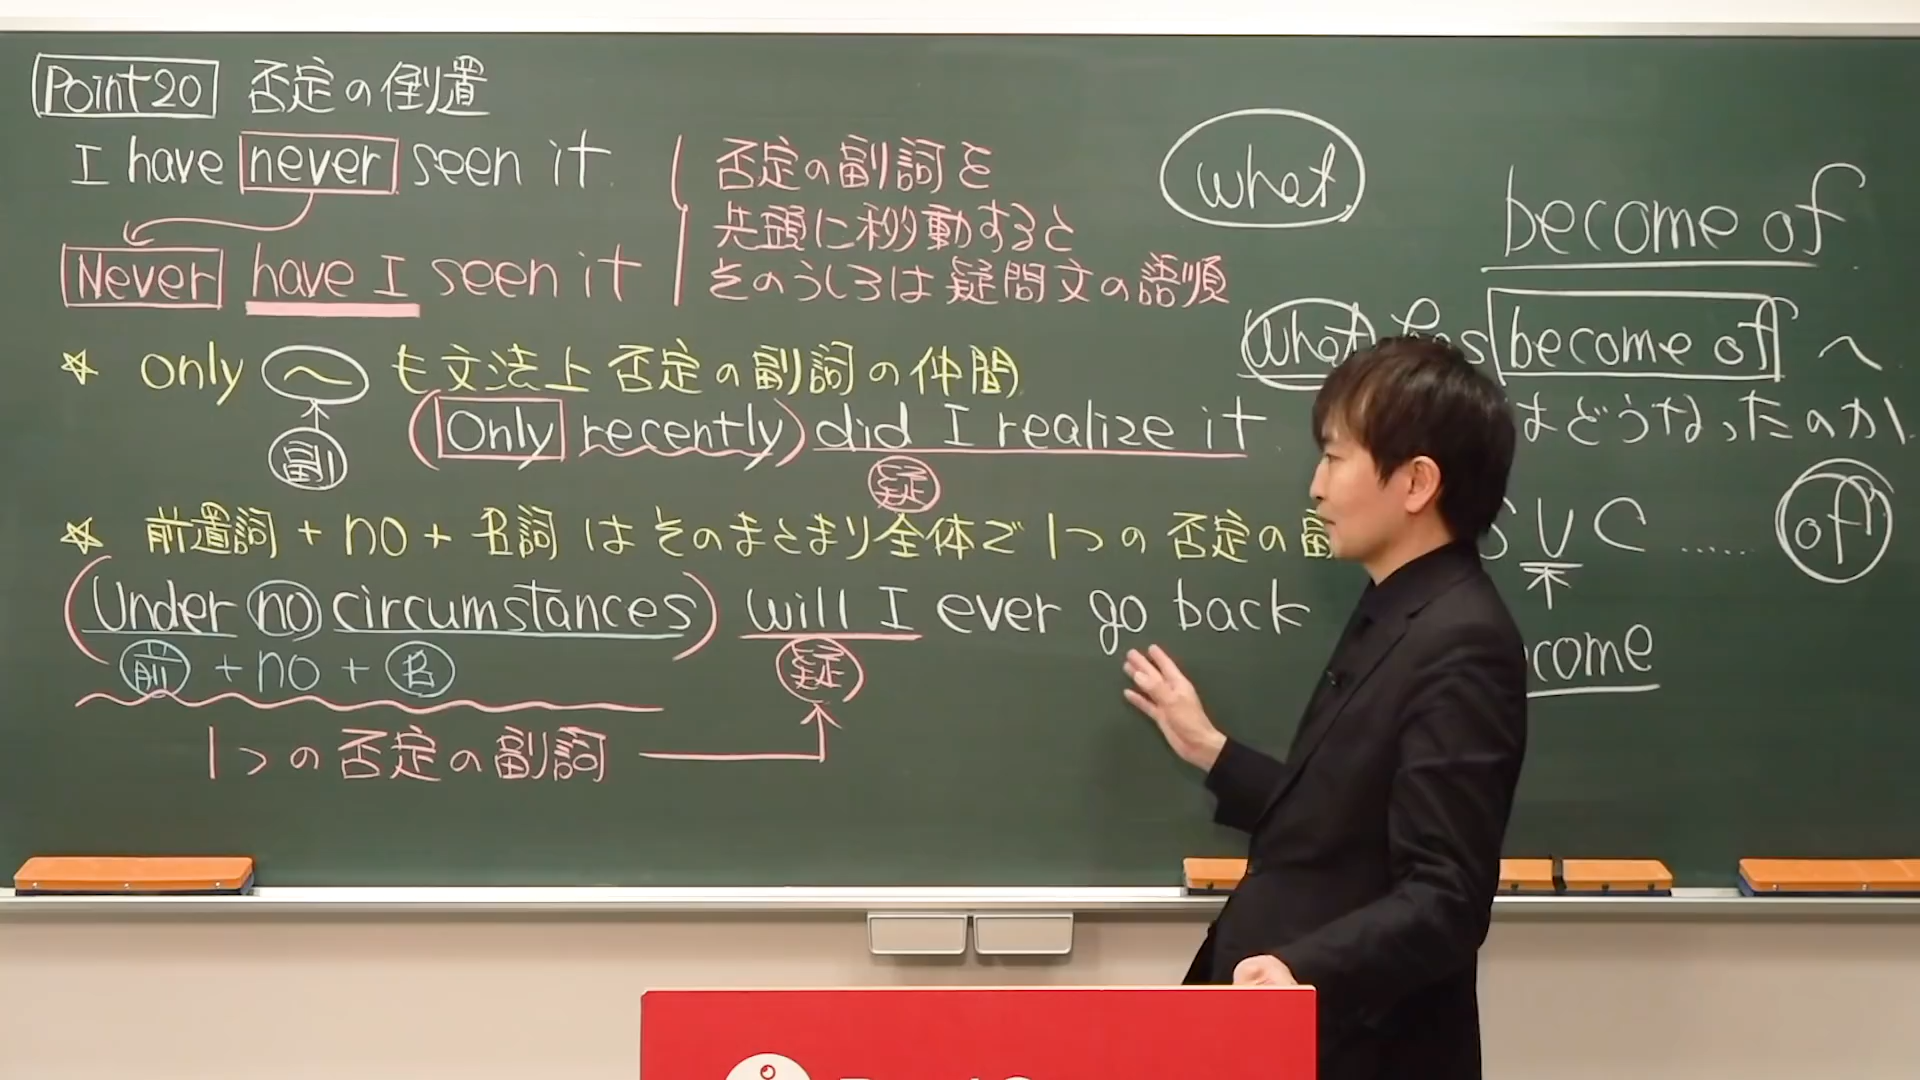 Point20 否定の倒置
I have never seen it.
Never have I seen it
否定の副詞を
先頭に移動すると
そのうしろは疑問文の語順
☆ only 〜 も文法上否定の副詞の仲間
副
(Only recently) did I realize it.
疑
☆ 前置詞 + no + 名詞はそのまとまり全体で1つの否定の副
(Under no circumstances) will I ever go back
前 + no + 名
疑
1つの否定の副詞
what
become of
what has become of 〜
はどうなったのか
S V C …… of
come